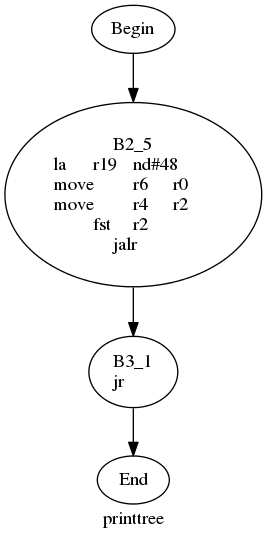 Begin
B2_5
la r19 nd#48
move r6 r0
move r4 r2
fst r2
jalr
B3_1
jr
End
printtree